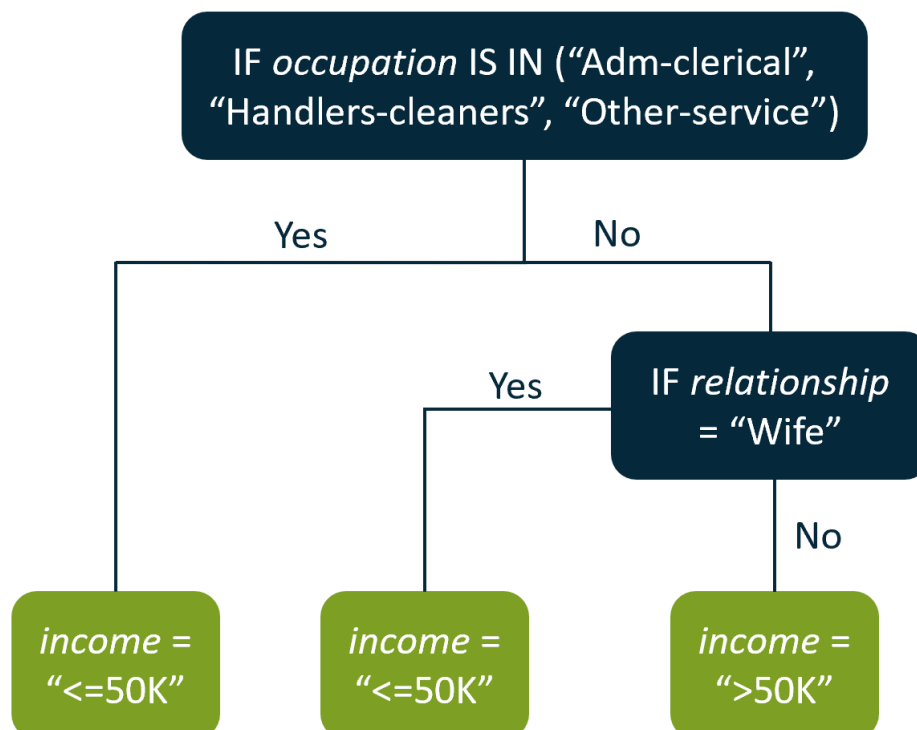 IF occupation IS IN (“Adm-clerical”,
“Handlers-cleaners”, “Other-service”)
Yes
No
IF relationship
= “Wife”
Yes
No
income =
“<=50K”
income =
“<=50K”
income =
“>50K”